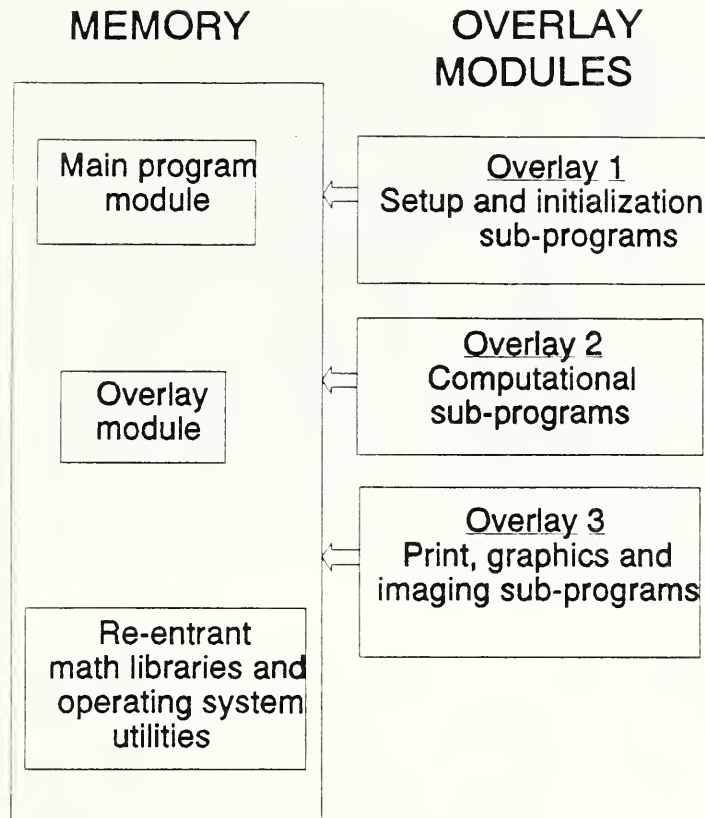 MEMORY
Main program
module
Overlay
module
Re-entrant
math libraries and
operating system
utilities
OVERLAY
MODULES
Overlay 1
Setup and initialization
sub-programs
Overlay 2
Computational
sub-programs
Overlay 3
Print, graphics and
imaging sub-programs